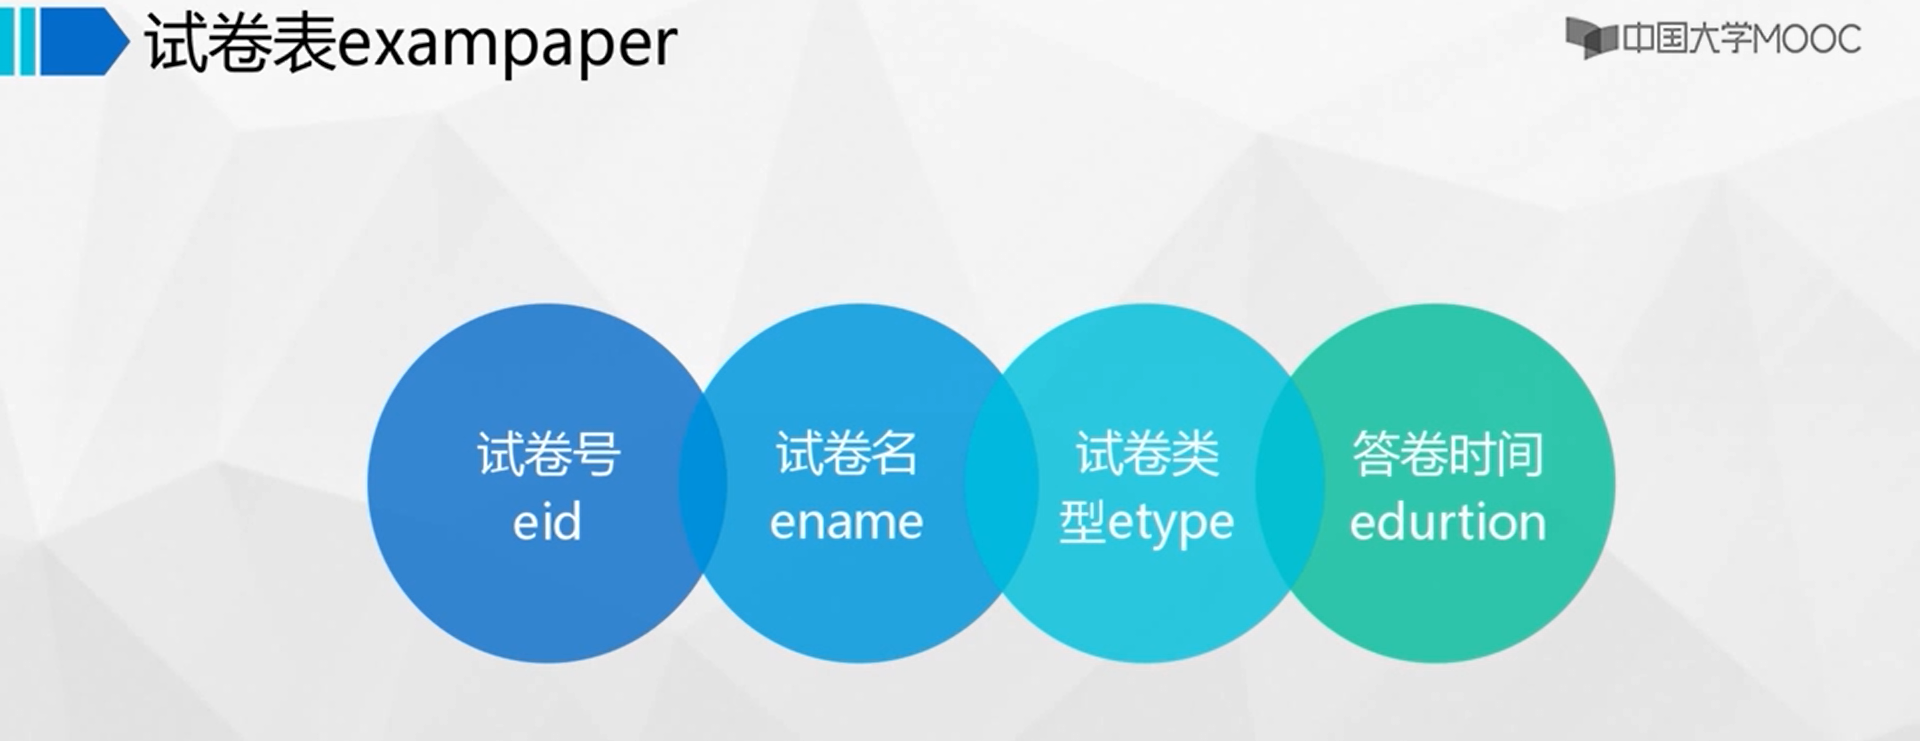 试卷表exampaper
中国大学MOOC
试卷号
eid
试卷名
ename
试卷类
型etype
答卷时间
edurtion